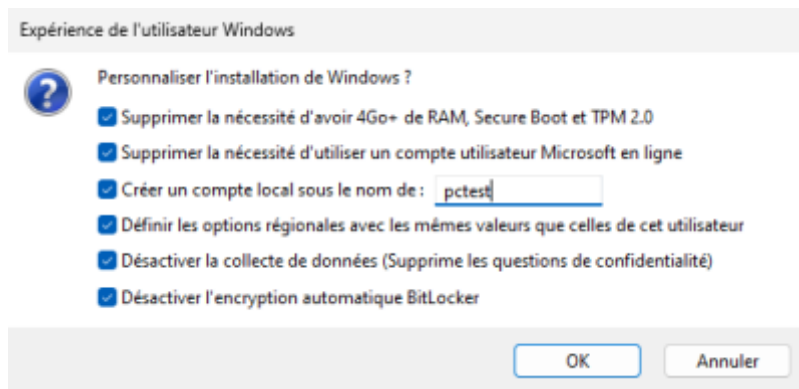 Expérience de l'utilisateur Windows
Personnaliser l'installation de Windows ?
Supprimer la nécessité d'avoir 4Go+ de RAM, Secure Boot et TPM 2.0
Supprimer la nécessité d'utiliser un compte utilisateur Microsoft en ligne
Créer un compte local sous le nom de : pctest
Définir les options régionales avec les mêmes valeurs que celles de cet utilisateur
Désactiver la collecte de données (Supprime les questions de confidentialité)
Désactiver l'encryption automatique BitLocker
OK Annuler